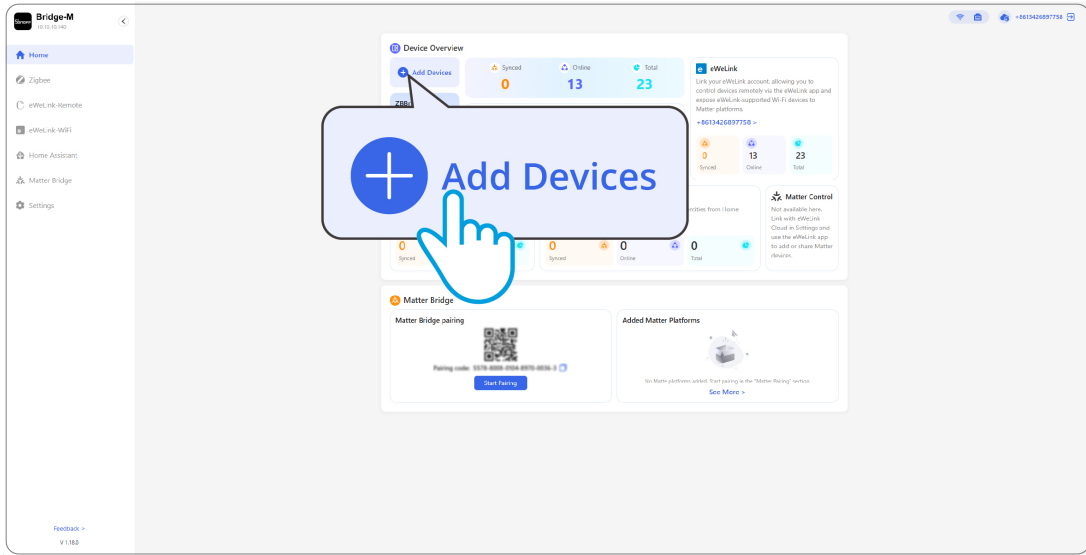 SONOFF
Bridge-M
10.12.10.140
+8613426897758
Home
Zigbee
eWeLink-Remote
eWeLink-WiFi
Home Assistant
Matter Bridge
Settings
Feedback >
V 1.18.0
Device Overview
Add Devices
Synced
0
Online
13
Total
23
eWeLink
Link your eWeLink account, allowing you to
control devices remotely via the eWeLink app and
expose eWeLink-supported Wi-Fi devices to
Matter platforms.
+8613426897758 >
0
Synced
13
Online
23
Total
Add Devices
Matter Control
Not available here.
Link with eWeLink
Cloud in Settings and
use the eWeLink app
to add or share Matter
devices.
entities from Home
0
Synced
0
Synced
0
Online
0
Total
Matter Bridge
Matter Bridge pairing
Pairing code:
Start Pairing
Added Matter Platforms
No Matter platforms added. Start pairing in the "Matter Pairing" section.
See More >